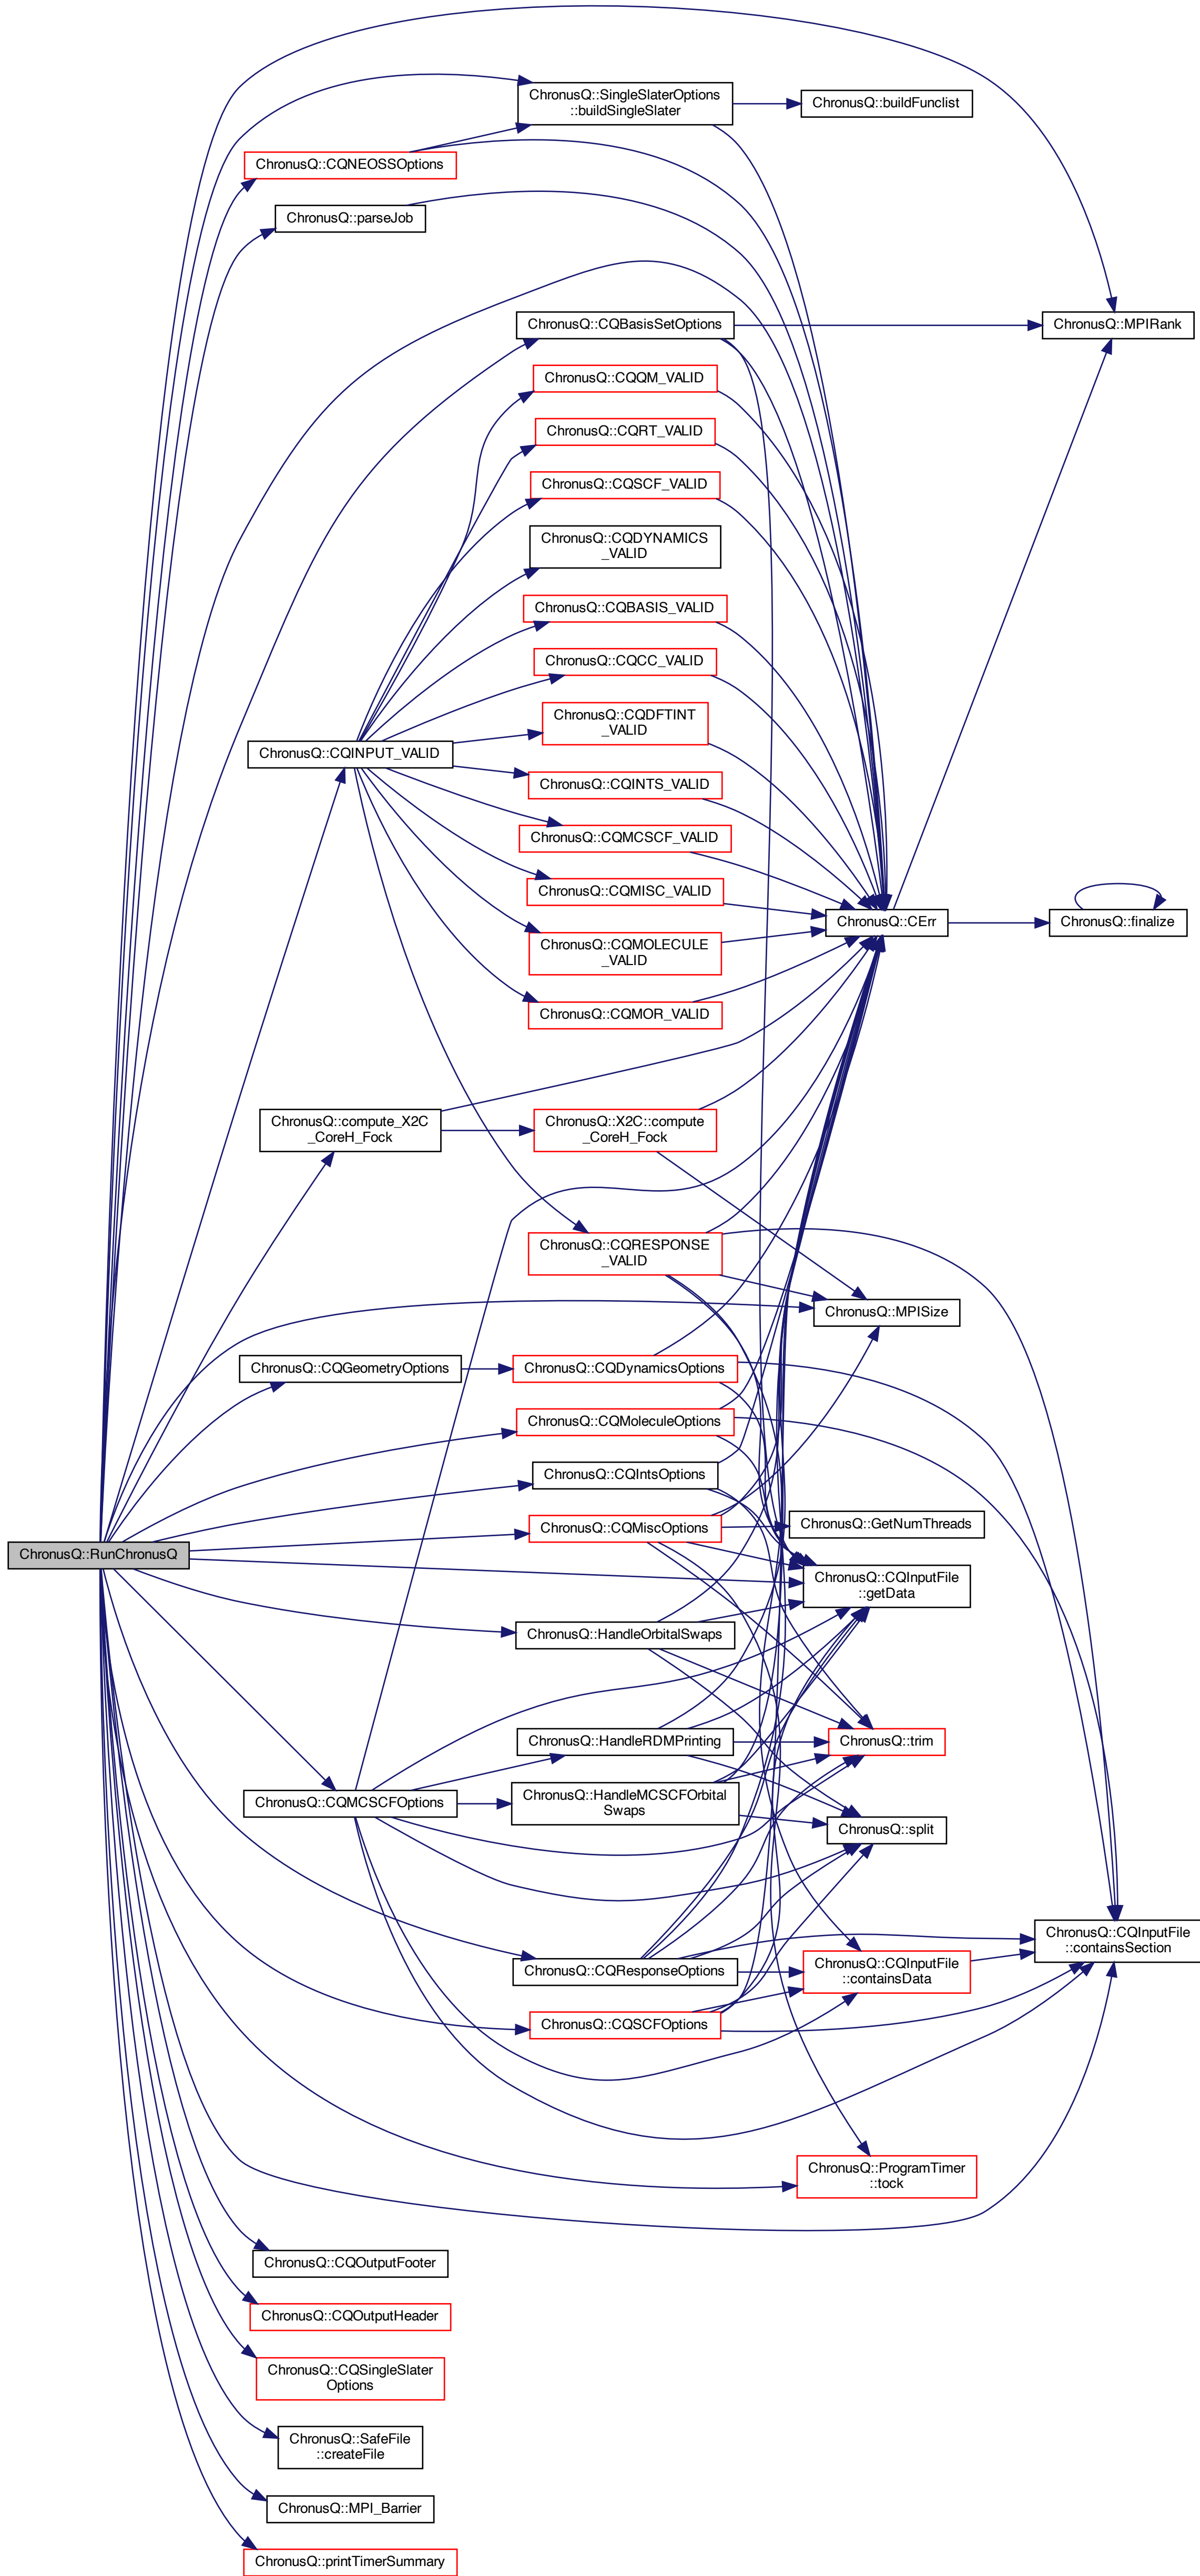 ChronusQ::SingleSlaterOptions
::buildSingleSlater
ChronusQ::buildFunclist
ChronusQ::CQNEOSSOptions
ChronusQ::parseJob
ChronusQ::CQBasisSetOptions
ChronusQ::MPIRank
ChronusQ::CQQM_VALID
ChronusQ::CQRT_VALID
ChronusQ::CQSCF_VALID
ChronusQ::CQDYNAMICS
_VALID
ChronusQ::CQBASIS_VALID
ChronusQ::CQCC_VALID
ChronusQ::CQDFTINT
_VALID
ChronusQ::CQINPUT_VALID
ChronusQ::CQINTS_VALID
ChronusQ::CQMCSCF_VALID
ChronusQ::CQMISC_VALID
ChronusQ::CErr
ChronusQ::finalize
ChronusQ::CQMOLECULE
_VALID
ChronusQ::CQMOR_VALID
ChronusQ::compute_X2C
_CoreH_Fock
ChronusQ::X2C::compute
_CoreH_Fock
ChronusQ::CQRESPONSE
_VALID
ChronusQ::MPISize
ChronusQ::CQGeometryOptions
ChronusQ::CQDynamicsOptions
ChronusQ::CQMoleculeOptions
ChronusQ::CQIntsOptions
ChronusQ::CQMiscOptions
ChronusQ::GetNumThreads
ChronusQ::RunChronusQ
ChronusQ::CQInputFile
::getData
ChronusQ::HandleOrbitalSwaps
ChronusQ::HandleRDMPrinting
ChronusQ::trim
ChronusQ::CQMCSCFOptions
ChronusQ::HandleMCSCFOrbital
Swaps
ChronusQ::split
ChronusQ::CQInputFile
::containsSection
ChronusQ::CQResponseOptions
ChronusQ::CQInputFile
::containsData
ChronusQ::CQSCFOptions
ChronusQ::ProgramTimer
::tock
ChronusQ::CQOutputFooter
ChronusQ::CQOutputHeader
ChronusQ::CQSingleSlater
Options
ChronusQ::SafeFile
::createFile
ChronusQ::MPI_Barrier
ChronusQ::printTimerSummary